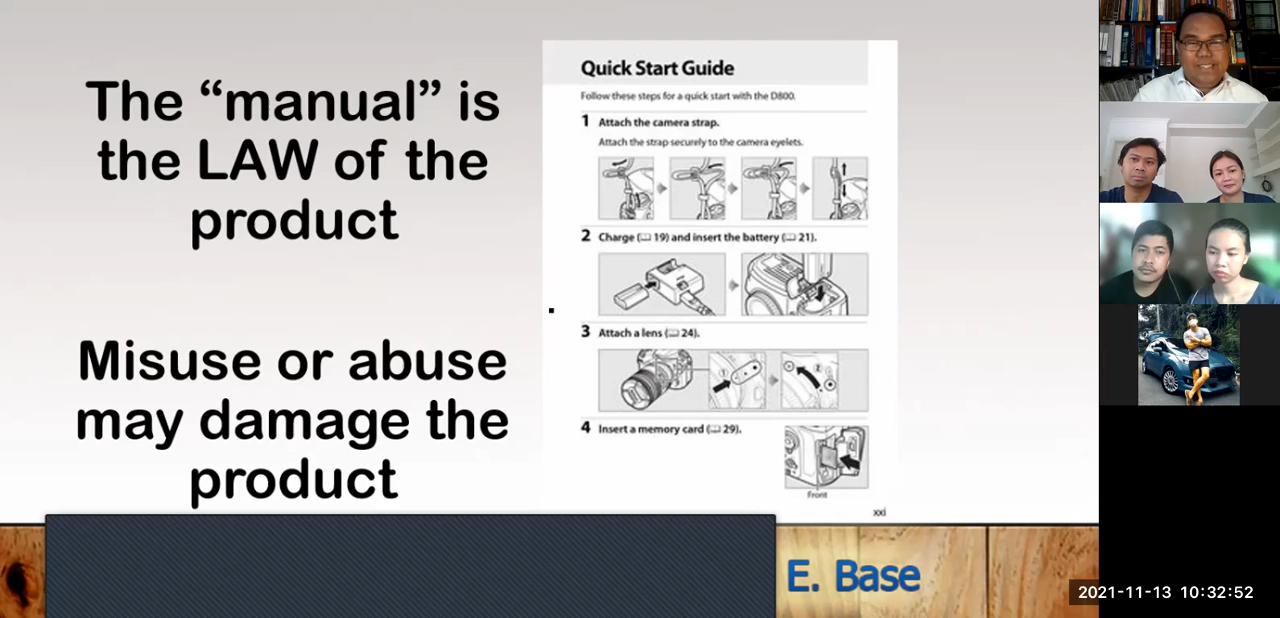 The “manual” is
the LAW of the
product
Misuse or abuse
may damage the
product
Quick Start Guide
Follow these steps for a quick start with the D800.
1 Attach the camera strap.
Attach the strap securely to the camera eyelets.
2 Charge (📖 19) and insert the battery (📖 21).
3 Attach a lens (📖 24).
4 Insert a memory card (📖 29).
Front
xxi
E. Base
2021-11-13 10:32:52